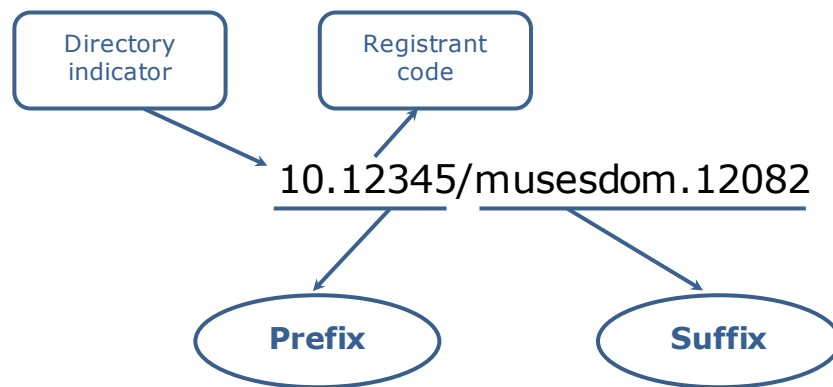 Directory
indicator
Registrant
code
10.12345/musesdom.12082
Prefix
Suffix